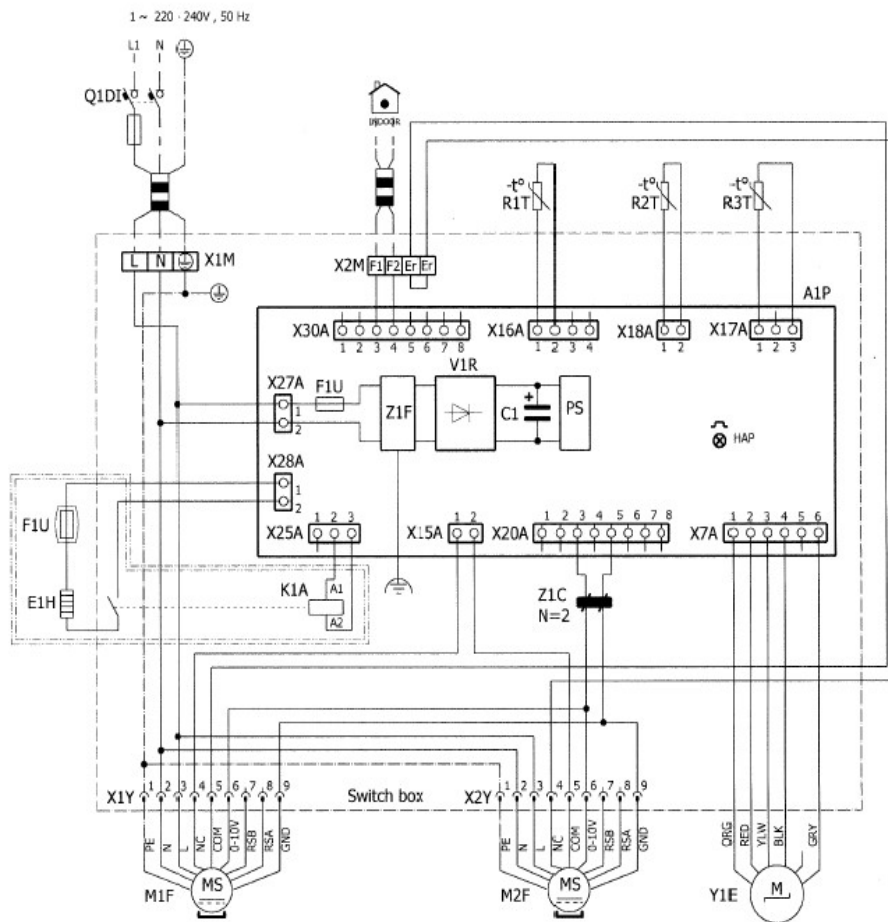 1 ~ 220 - 240V , 50 Hz
L1 N
Q1DI
INDOOR
-t° R1T
-t° R2T
-t° R3T
L N X1M
X2M F1 F2 Er Er
A1P
X30A 1 2 3 4 5 6 7 8
X16A 1 2 3 4
X18A 1 2
X17A 1 2 3
X27A 1 2
F1U
Z1F
V1R
+ C1
PS
HAP
X28A 1 2
F1U
X25A 1 2 3
X15A 1 2
X20A 1 2 3 4 5 6 7 8
X7A 1 2 3 4 5 6
E1H
K1A A1 A2
Z1C
N=2
X1Y 1 2 3 4 5 6 7 8 9
Switch box
X2Y 1 2 3 4 5 6 7 8 9
PE N L NC COM 0-10V RSB RSA GND
PE N L NC COM 0-10V RSB RSA GND
ORG RED YLW BLK GRY
M1F MS
M2F MS
Y1E M